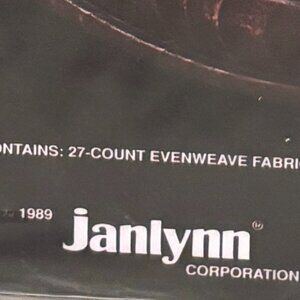 ONTAINS: 27-COUNT EVENWEAVE FABRI
1989
janlynn®
CORPORATION